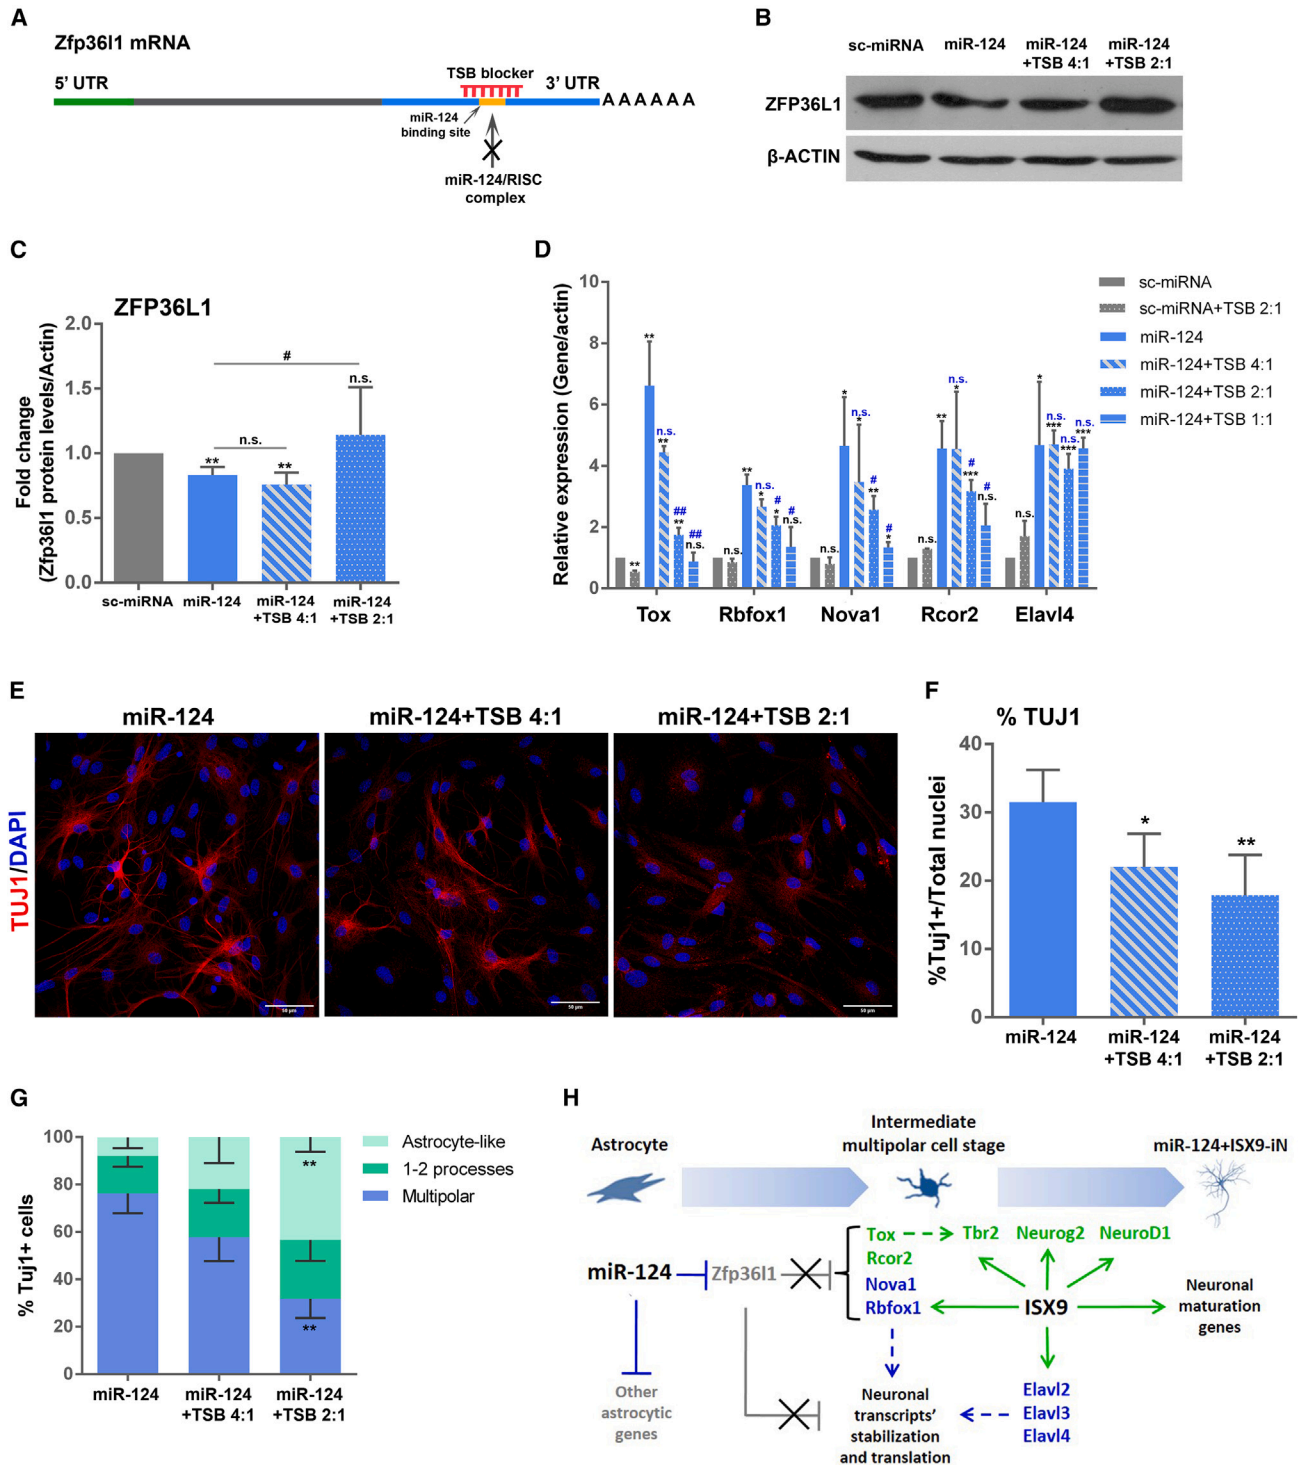 A
Zfp36l1 mRNA
5' UTR
TSB blocker
3' UTR
AAAAAA
miR-124
binding site
miR-124/RISC
complex
B
sc-miRNA
miR-124
miR-124
+TSB 4:1
miR-124
+TSB 2:1
ZFP36L1
β-ACTIN
C
ZFP36L1
Fold change
(Zfp36l1 protein levels/Actin)
2.0
1.5
1.0
0.5
0.0
#
n.s.
n.s.
**
**
sc-miRNA
miR-124
miR-124
+TSB 4:1
miR-124
+TSB 2:1
D
Relative expression (Gene/actin)
10
8
6
4
2
0
**
**
n.s.
**
##
**
##
n.s.
n.s.
**
n.s.
*
#
*
#
n.s.
n.s.
*
n.s.
*
#
**
#
*
n.s.
**
n.s.
*
#
***
#
n.s.
n.s.
*
n.s.
***
n.s.
***
n.s.
***
Tox
Rbfox1
Nova1
Rcor2
Elavl4
sc-miRNA
sc-miRNA+TSB 2:1
miR-124
miR-124+TSB 4:1
miR-124+TSB 2:1
miR-124+TSB 1:1
E
miR-124
miR-124+TSB 4:1
miR-124+TSB 2:1
TUJ1/DAPI
50 μm
50 μm
50 μm
F
% TUJ1
%Tuj1+/Total nuclei
40
30
20
10
0
*
**
miR-124
miR-124
+TSB 4:1
miR-124
+TSB 2:1
G
% Tuj1+ cells
100
80
60
40
20
0
**
**
miR-124
miR-124
+TSB 4:1
miR-124
+TSB 2:1
Astrocyte-like
1-2 processes
Multipolar
H
Astrocyte
Intermediate
multipolar cell stage
miR-124+ISX9-iN
miR-124
Zfp36l1
Tox
Rcor2
Nova1
Rbfox1
Tbr2
Neurog2
NeuroD1
ISX9
Neuronal
maturation
genes
Other
astrocytic
genes
Neuronal
transcripts'
stabilization
and translation
Elavl2
Elavl3
Elavl4